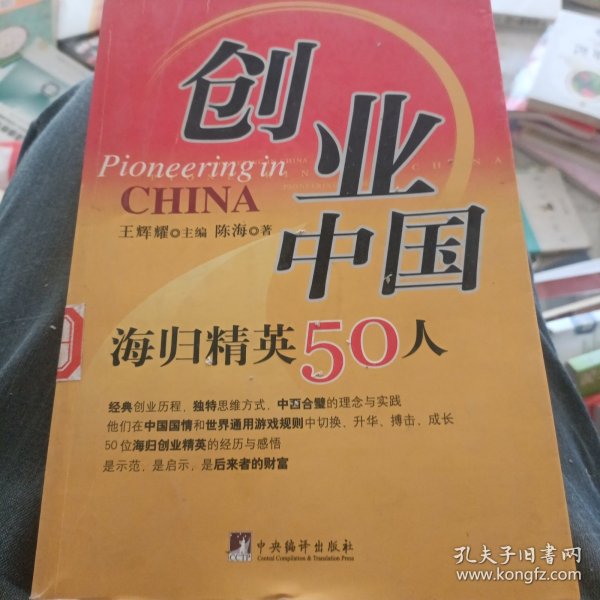 创业
Pioneering in
CHINA
中国
王辉耀◎主编 陈海◎著
海归精英50人
经典创业历程，独特思维方式，中西合璧的理念与实践
他们在中国国情和世界通用游戏规则中切换、升华、搏击、成长
50位海归创业精英的经历与感悟
是示范，是启示，是后来者的财富
CCTP
中央编译出版社
Central Compilation & Translation Press
孔夫子旧书网
www.kongfz.com